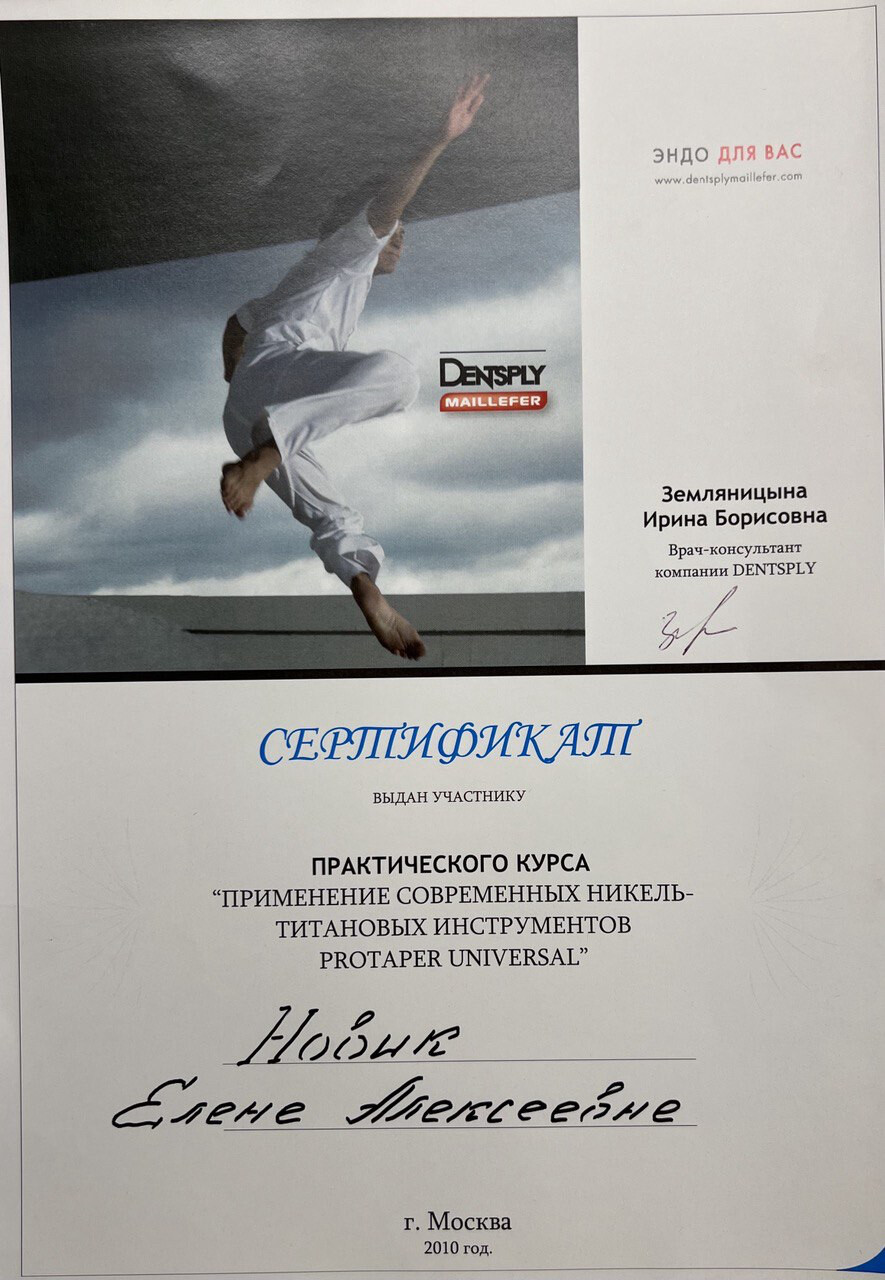 ЭНДО ДЛЯ ВАС
www.dentsplymaillefer.com
DENTSPLY
MAILLEFER
Земляницына
Ирина Борисовна
Врач-консультант
компании DENTSPLY
СЕРТИФИКАТ
ВЫДАН УЧАСТНИКУ
ПРАКТИЧЕСКОГО КУРСА
“ПРИМЕНЕНИЕ СОВРЕМЕННЫХ НИКЕЛЬ-
ТИТАНОВЫХ ИНСТРУМЕНТОВ
PROTAPER UNIVERSAL”
Новик
Елене Алексеевне
г. Москва
2010 год.